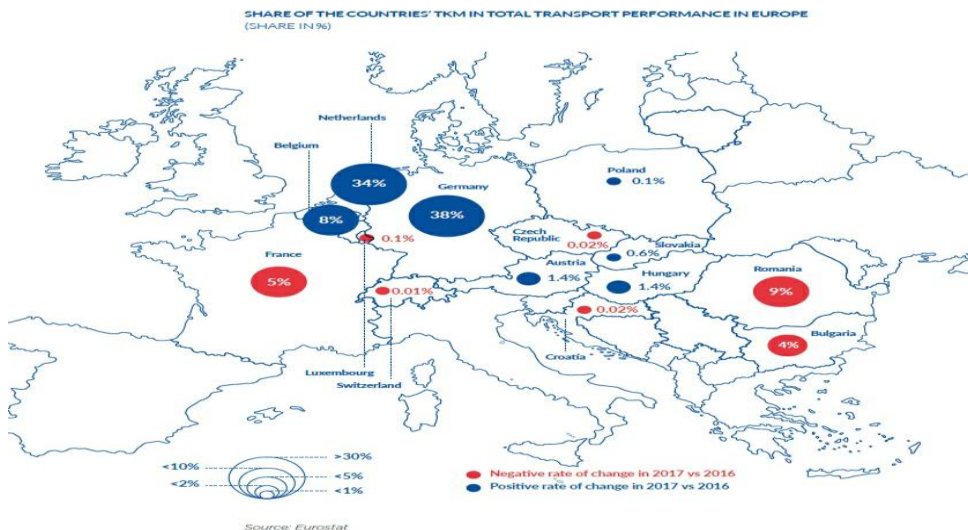 SHARE OF THE COUNTRIES' TKM IN TOTAL TRANSPORT PERFORMANCE IN EUROPE
(SHARE IN %)
Netherlands
Belgium
34%
Germany
Poland
0.1%
8%
38%
Czech
Republic
0.02%
0.1%
Slovakia
0.6%
France
5%
Austria
1.4%
Hungary
1.4%
Romania
9%
0.01%
0.02%
Bulgaria
4%
Croatia
Luxembourg
Switzerland
>30%
<10%
<5%
<2%
<1%
Negative rate of change in 2017 vs 2016
Positive rate of change in 2017 vs 2016
Source: Eurostat